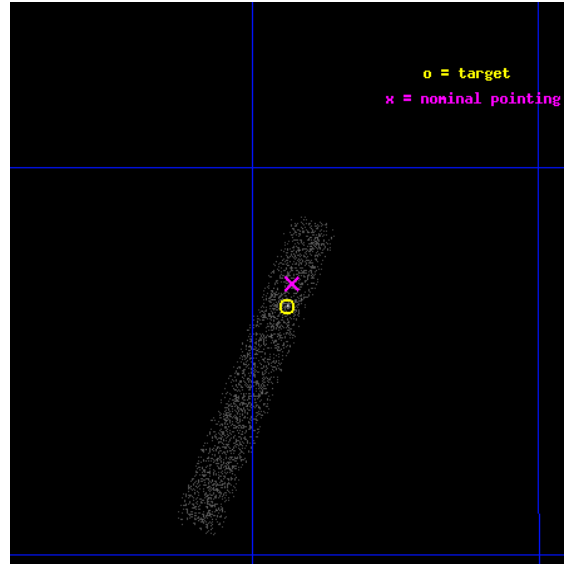 o = target
x = nominal pointing